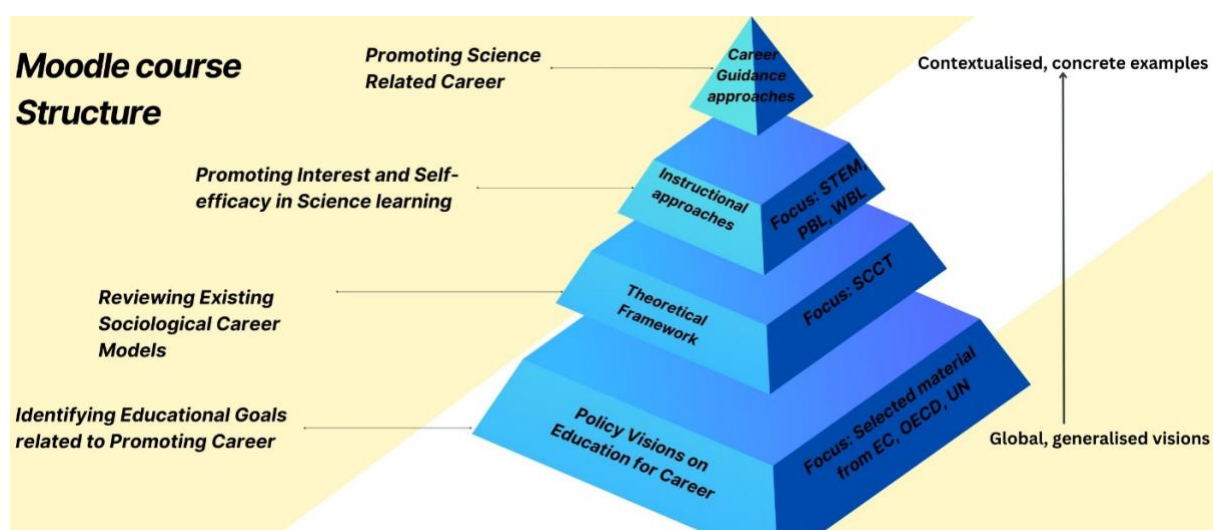 Moodle course
Structure
Promoting Science
Related Career
Career
Guidance
approaches
Contextualised, concrete examples
Promoting Interest and Self-
efficacy in Science learning
Instructional
approaches
Focus: STEM,
PBL, WBL
Reviewing Existing
Sociological Career
Models
Theoretical
Framework
Focus: SCCT
Identifying Educational Goals
related to Promoting Career
Policy Visions on
Education for Career
Focus: Selected material
from EC, OECD, UN
Global, generalised visions